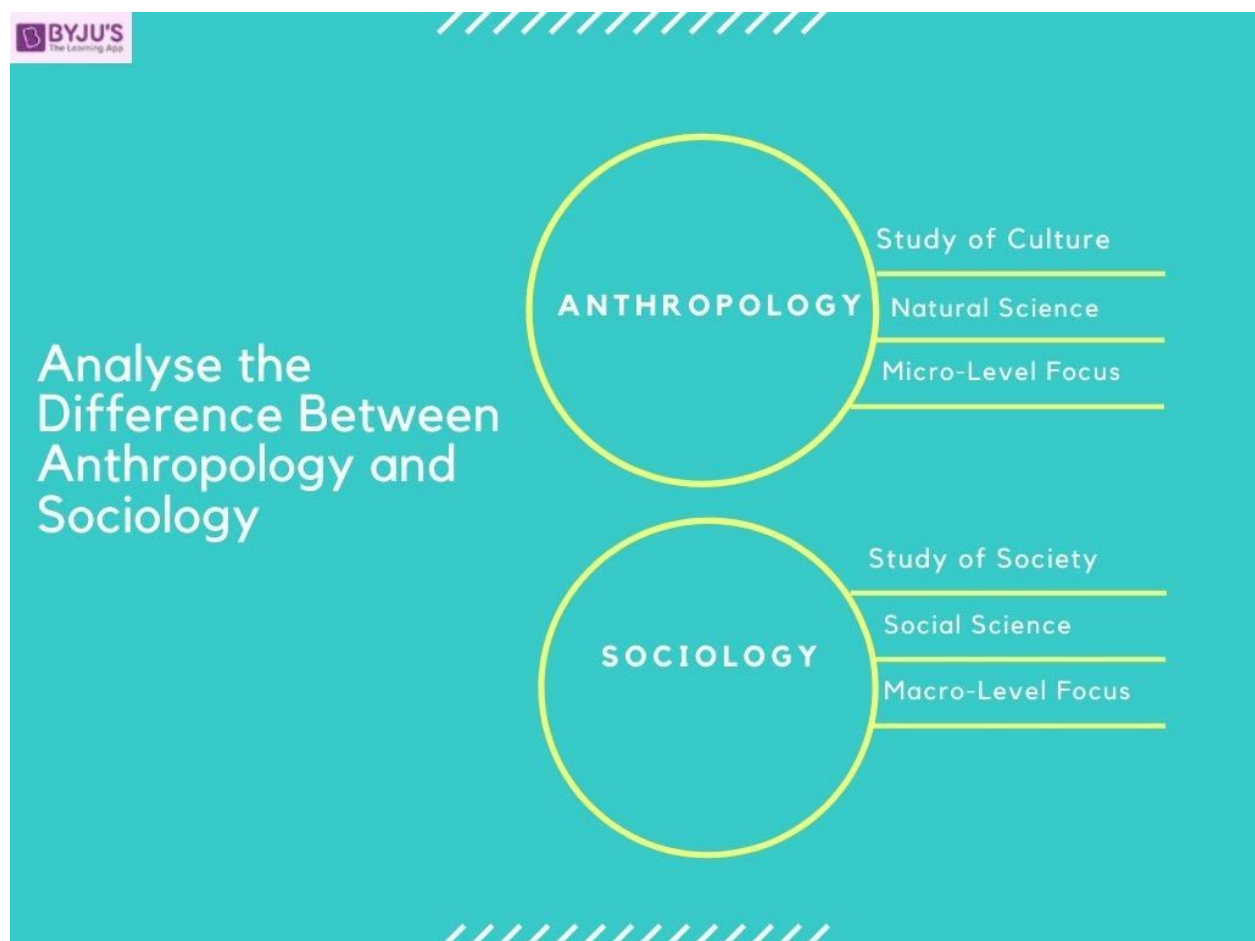 BYJU'S
The Learning App
Analyse the
Difference Between
Anthropology and
Sociology
ANTHROPOLOGY
Study of Culture
Natural Science
Micro-Level Focus
SOCIOLOGY
Study of Society
Social Science
Macro-Level Focus